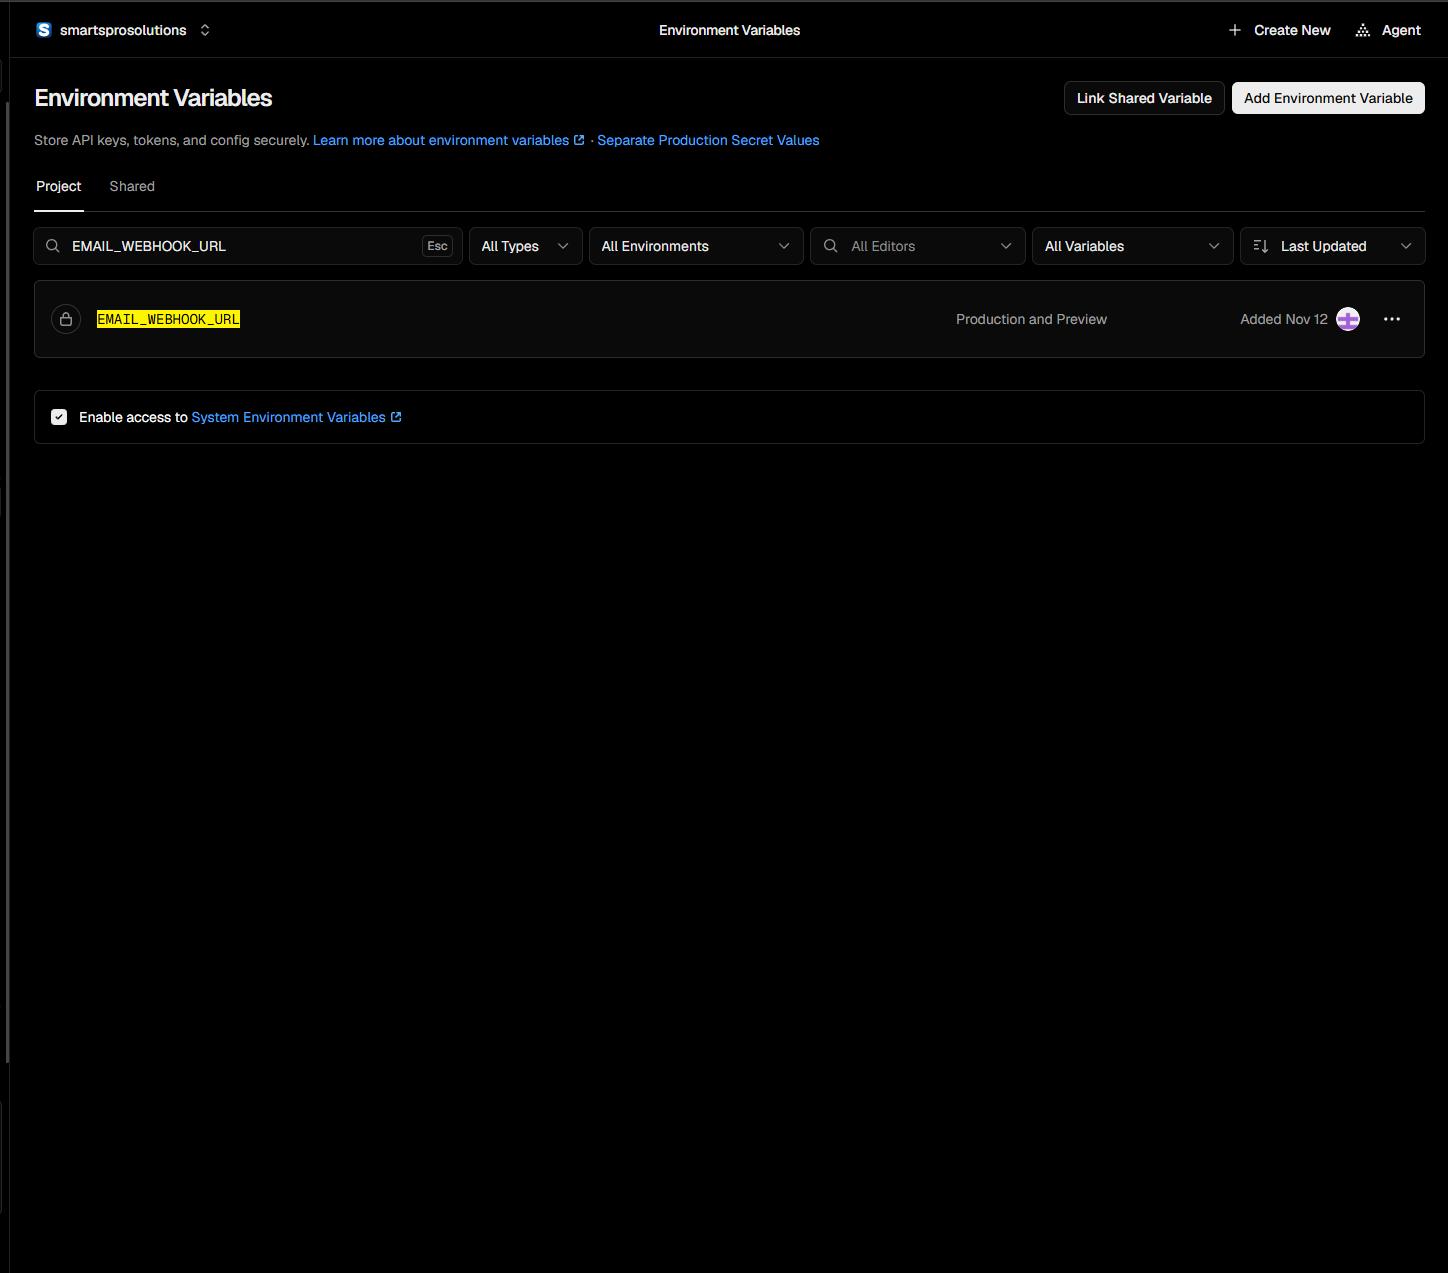 smartsprosolutions
Environment Variables
Create New
Agent
Environment Variables
Link Shared Variable
Add Environment Variable
Store API keys, tokens, and config securely. Learn more about environment variables · Separate Production Secret Values
Project
Shared
EMAIL_WEBHOOK_URL
Esc
All Types
All Environments
All Editors
All Variables
Last Updated
EMAIL_WEBHOOK_URL
Production and Preview
Added Nov 12
Enable access to System Environment Variables